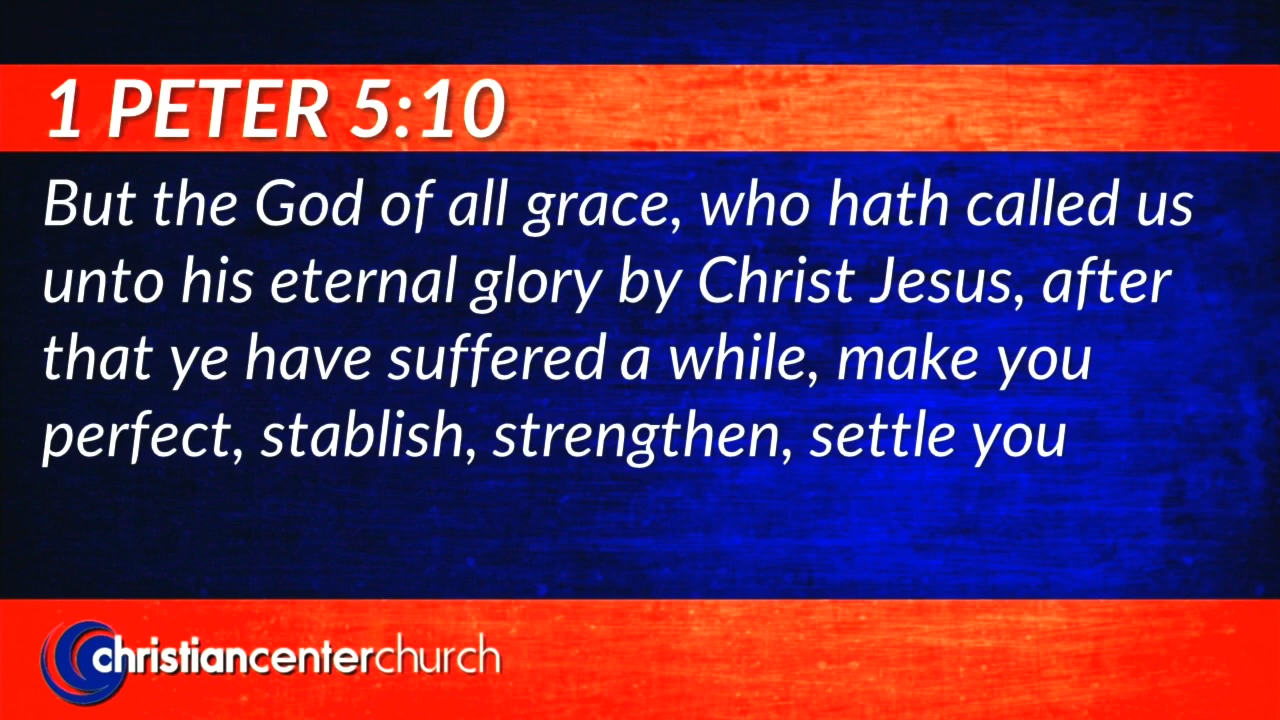 1 PETER 5:10
But the God of all grace, who hath called us
unto his eternal glory by Christ Jesus, after
that ye have suffered a while, make you
perfect, stablish, strengthen, settle you
christiancenterchurch